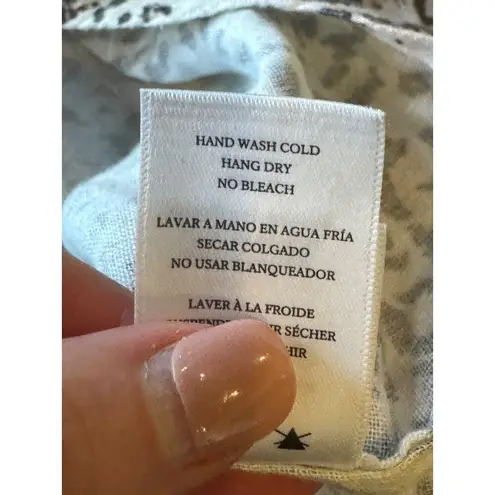 HAND WASH COLD
HANG DRY
NO BLEACH
LAVAR A MANO EN AGUA FRÍA
SECAR COLGADO
NO USAR BLANQUEADOR
LAVER À LA FROIDE
SÉCHER